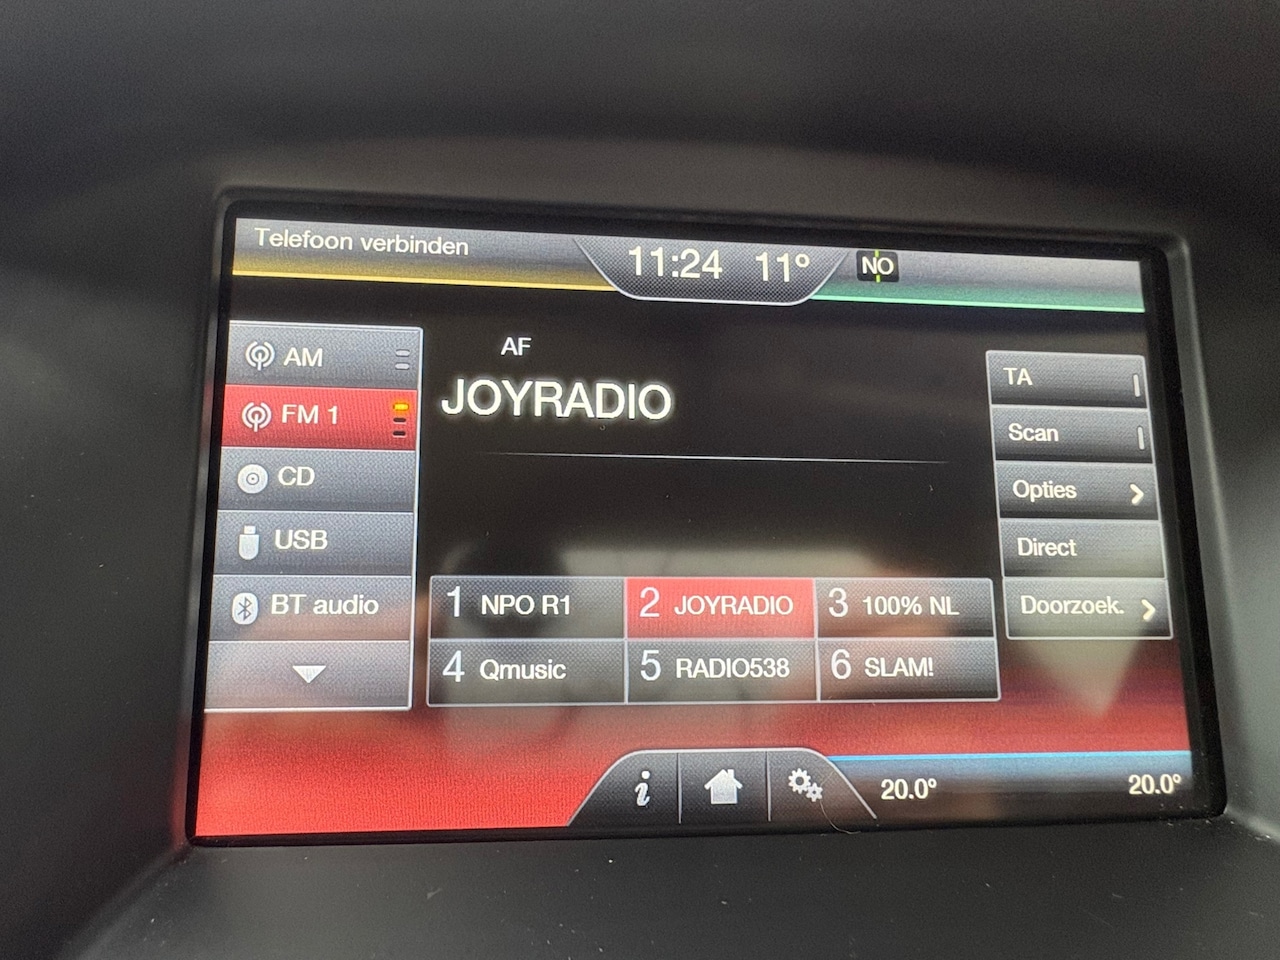 Telefoon verbinden
11:24 11°
NO
AM
FM 1
CD
USB
BT audio
AF
JOYRADIO
1 NPO R1
2 JOYRADIO
3 100% NL
4 Qmusic
5 RADIO538
6 SLAM!
TA
Scan
Opties
Direct
Doorzoek.
i
20.0°
20.0°